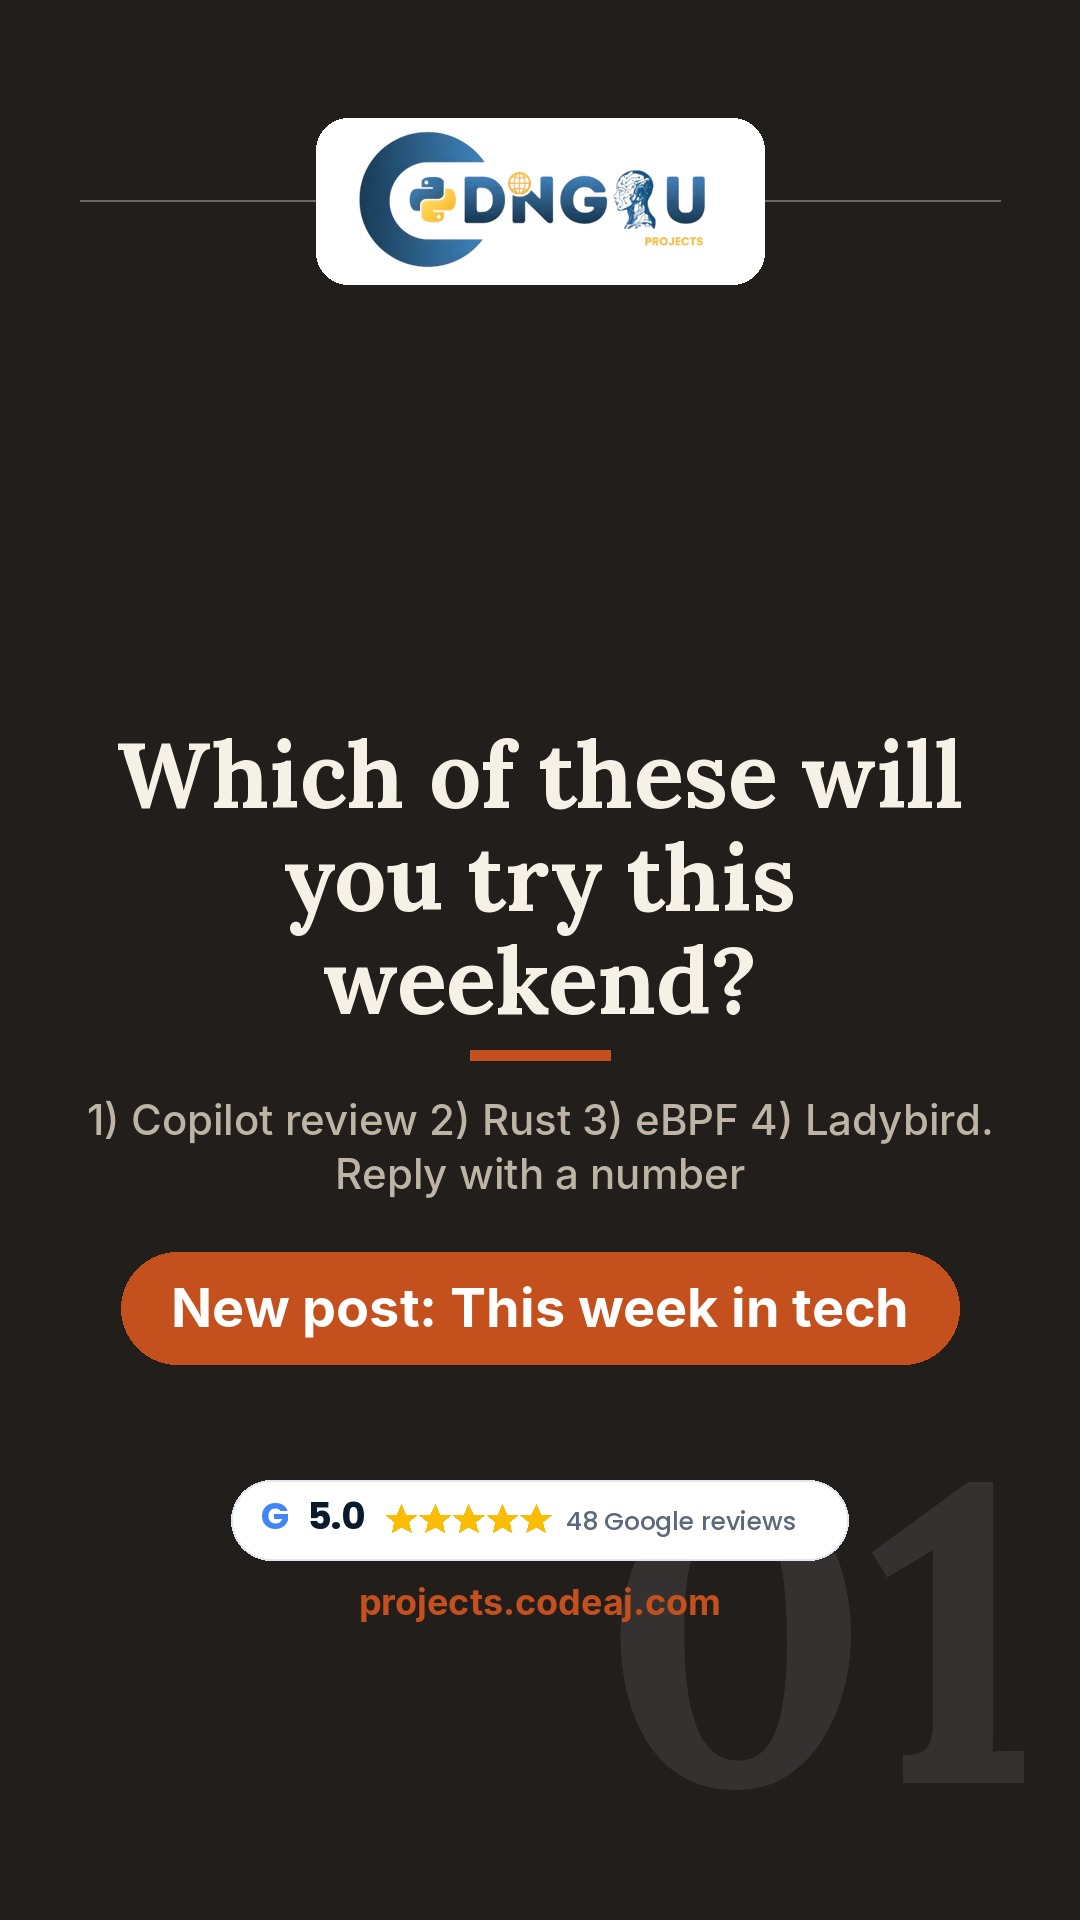 CDNG U
PROJECTS
Which of these will
you try this
weekend?
1) Copilot review 2) Rust 3) eBPF 4) Ladybird.
Reply with a number
New post: This week in tech
G 5.0 ★★★★★ 48 Google reviews
projects.codeaj.com
01